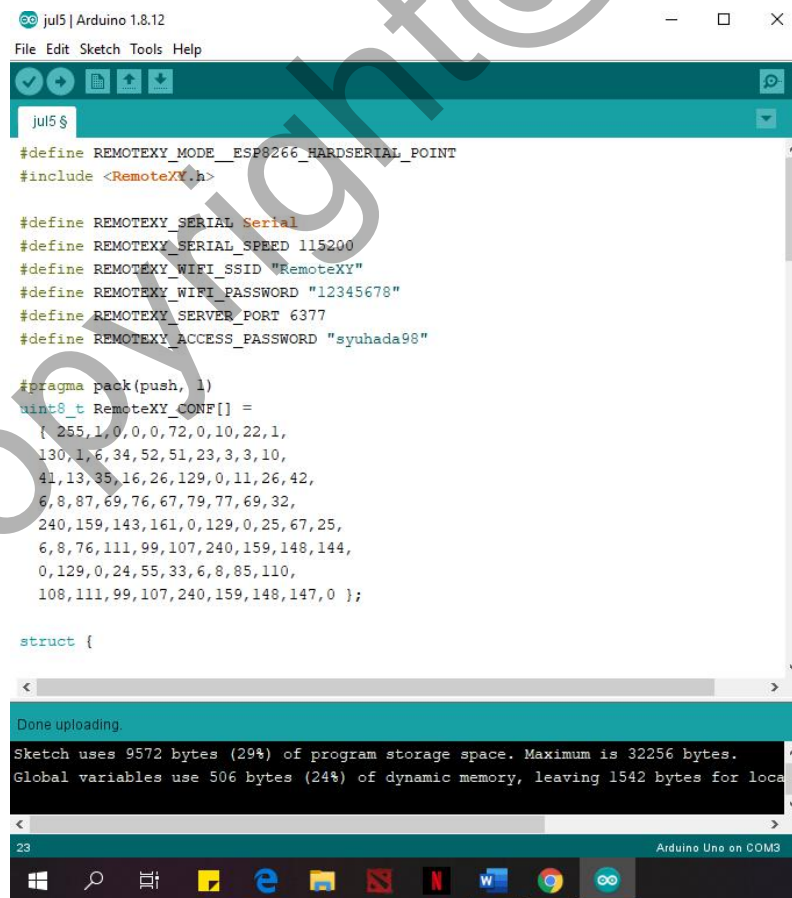 jul5 | Arduino 1.8.12
File Edit Sketch Tools Help
jul5 §
#define REMOTEXY_MODE__ESP8266_HARDSERIAL_POINT
#include <RemoteXY.h>
#define REMOTEXY_SERIAL Serial
#define REMOTEXY_SERIAL_SPEED 115200
#define REMOTEXY_WIFI_SSID "RemoteXY"
#define REMOTEXY_WIFI_PASSWORD "12345678"
#define REMOTEXY_SERVER_PORT 6377
#define REMOTEXY_ACCESS_PASSWORD "syuhada98"
#pragma pack(push, 1)
uint8_t RemoteXY_CONF[] =
{ 255,1,0,0,0,72,0,10,22,1,
130,1,6,34,52,51,23,3,3,10,
41,13,35,16,26,129,0,11,26,42,
6,8,87,69,76,67,79,77,69,32,
240,159,143,161,0,129,0,25,67,25,
6,8,76,111,99,107,240,159,148,144,
0,129,0,24,55,33,6,8,85,110,
108,111,99,107,240,159,148,147,0 };
struct {
Done uploading.
Sketch uses 9572 bytes (29%) of program storage space. Maximum is 32256 bytes.
Global variables use 506 bytes (24%) of dynamic memory, leaving 1542 bytes for loca
23
Arduino Uno on COM3
opyright@